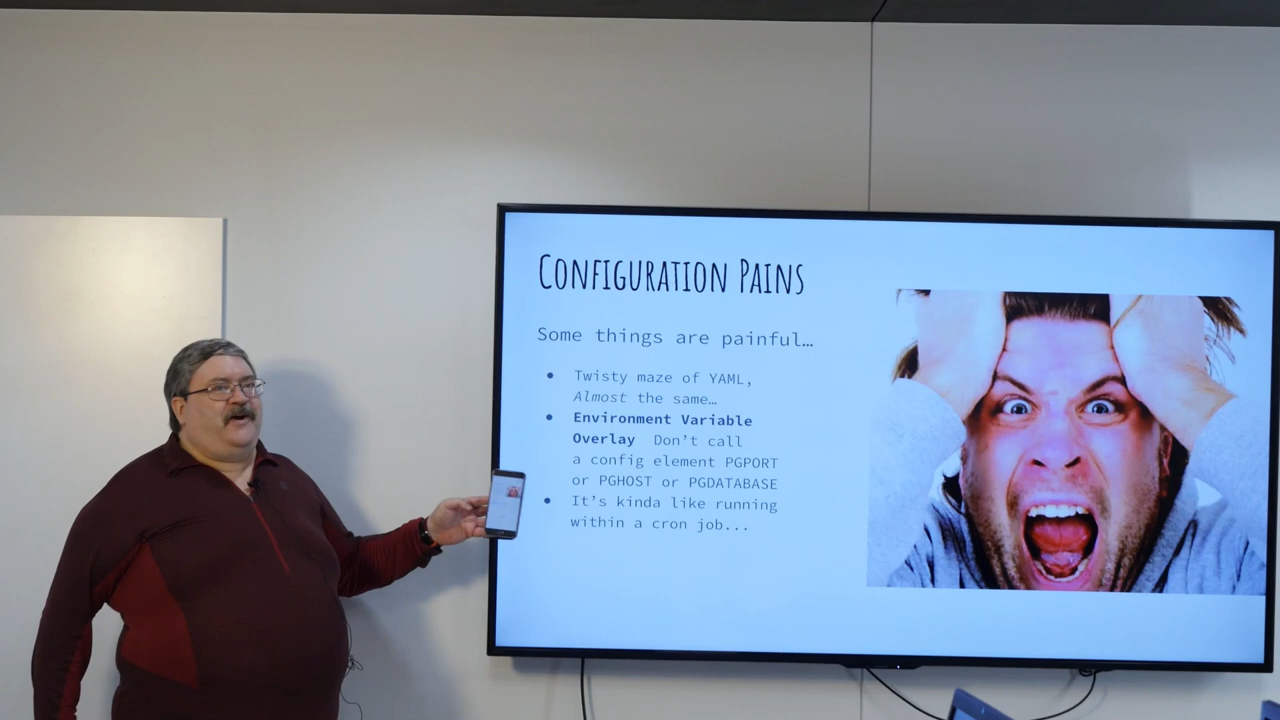 Configuration Pains
Some things are painful…
Twisty maze of YAML,
Almost the same…
Environment Variable
Overlay Don't call
a config element PGPORT
or PGHOST or PGDATABASE
It's kinda like running
within a cron job...